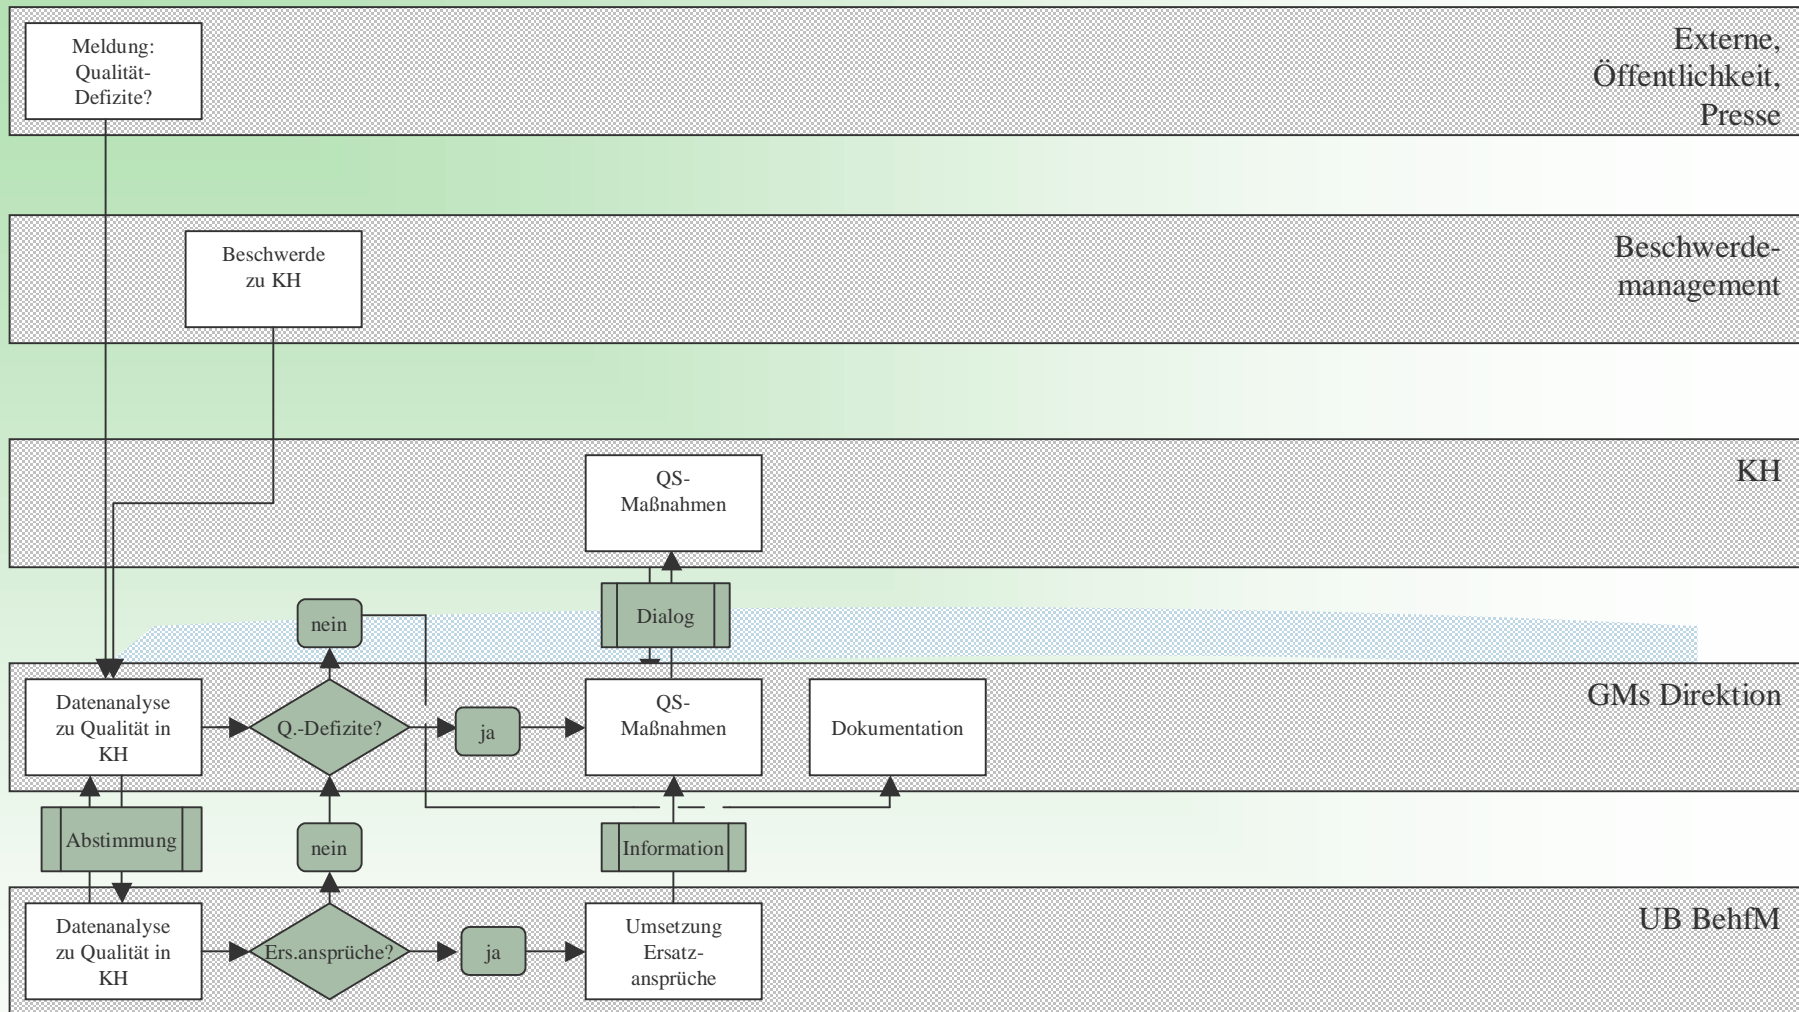 Meldung:
Qualität-
Defizite?
Externe,
Öffentlichkeit,
Presse
Beschwerde
zu KH
Beschwerde-
management
QS-
Maßnahmen
KH
nein
Dialog
Datenanalyse
zu Qualität in
KH
Q.-Defizite?
ja
QS-
Maßnahmen
Dokumentation
GMs Direktion
Abstimmung
nein
Information
Datenanalyse
zu Qualität in
KH
Ers.ansprüche?
ja
Umsetzung
Ersatz-
ansprüche
UB BehfM